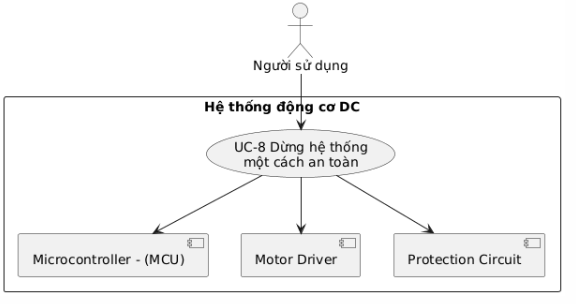 Người sử dụng
Hệ thống động cơ DC
UC-8 Dừng hệ thống
một cách an toàn
Microcontroller - (MCU)
Motor Driver
Protection Circuit